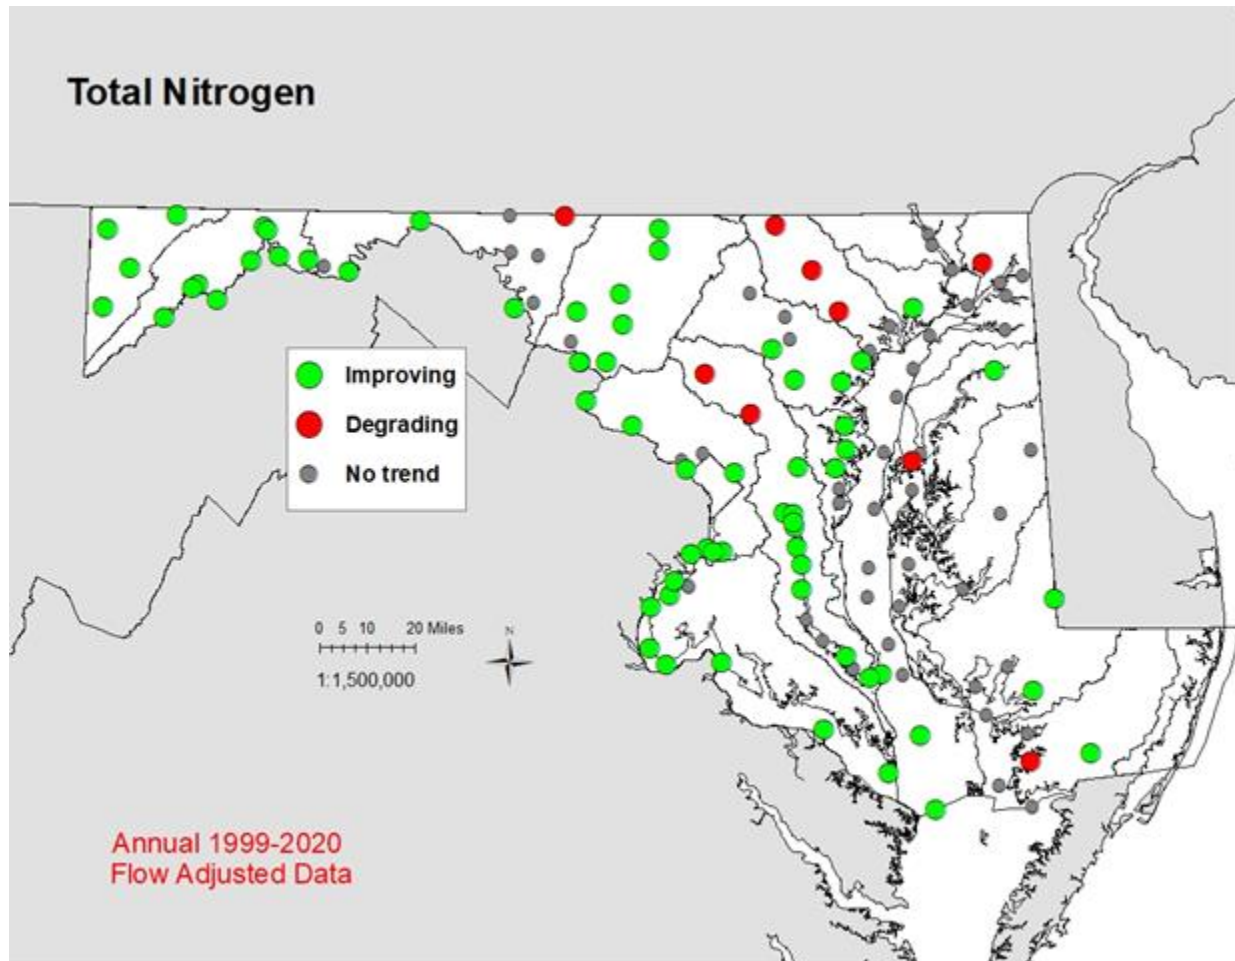 Total Nitrogen
Improving
Degrading
No trend
0 5 10 20 Miles
N
1:1,500,000
Annual 1999-2020
Flow Adjusted Data